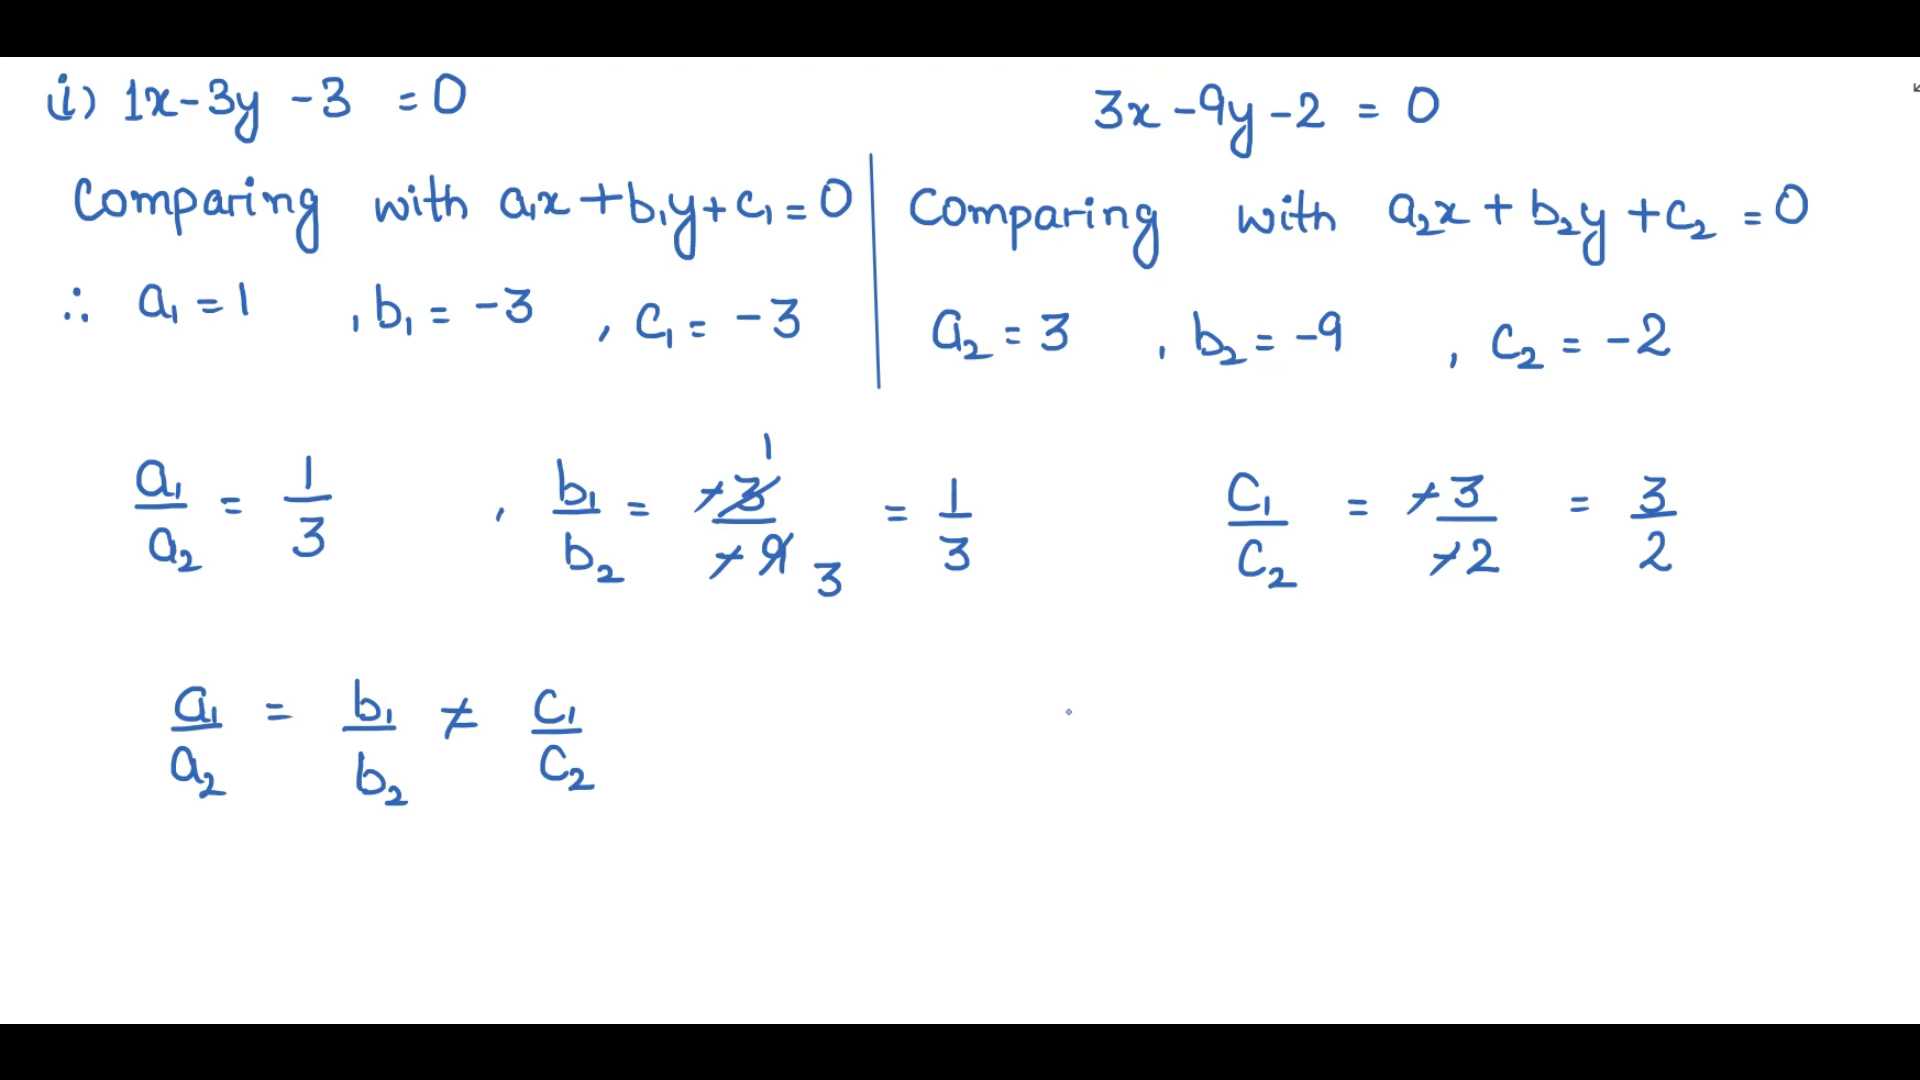 (i) 1x-3y -3 = 0
3x -9y -2 = 0
Comparing with a₁x+b₁y+c₁=0
Comparing with a₂x + b₂y +c₂ = 0
∴ a₁ = 1 , b₁ = -3 , c₁ = -3
a₂ = 3 , b₂ = -9 , c₂ = -2
a₁/a₂ = 1/3 , b₁/b₂ = -3/-9 1 3 = 1/3
c₁/c₂ = -3/-2 = 3/2
a₁/a₂ = b₁/b₂ ≠ c₁/c₂